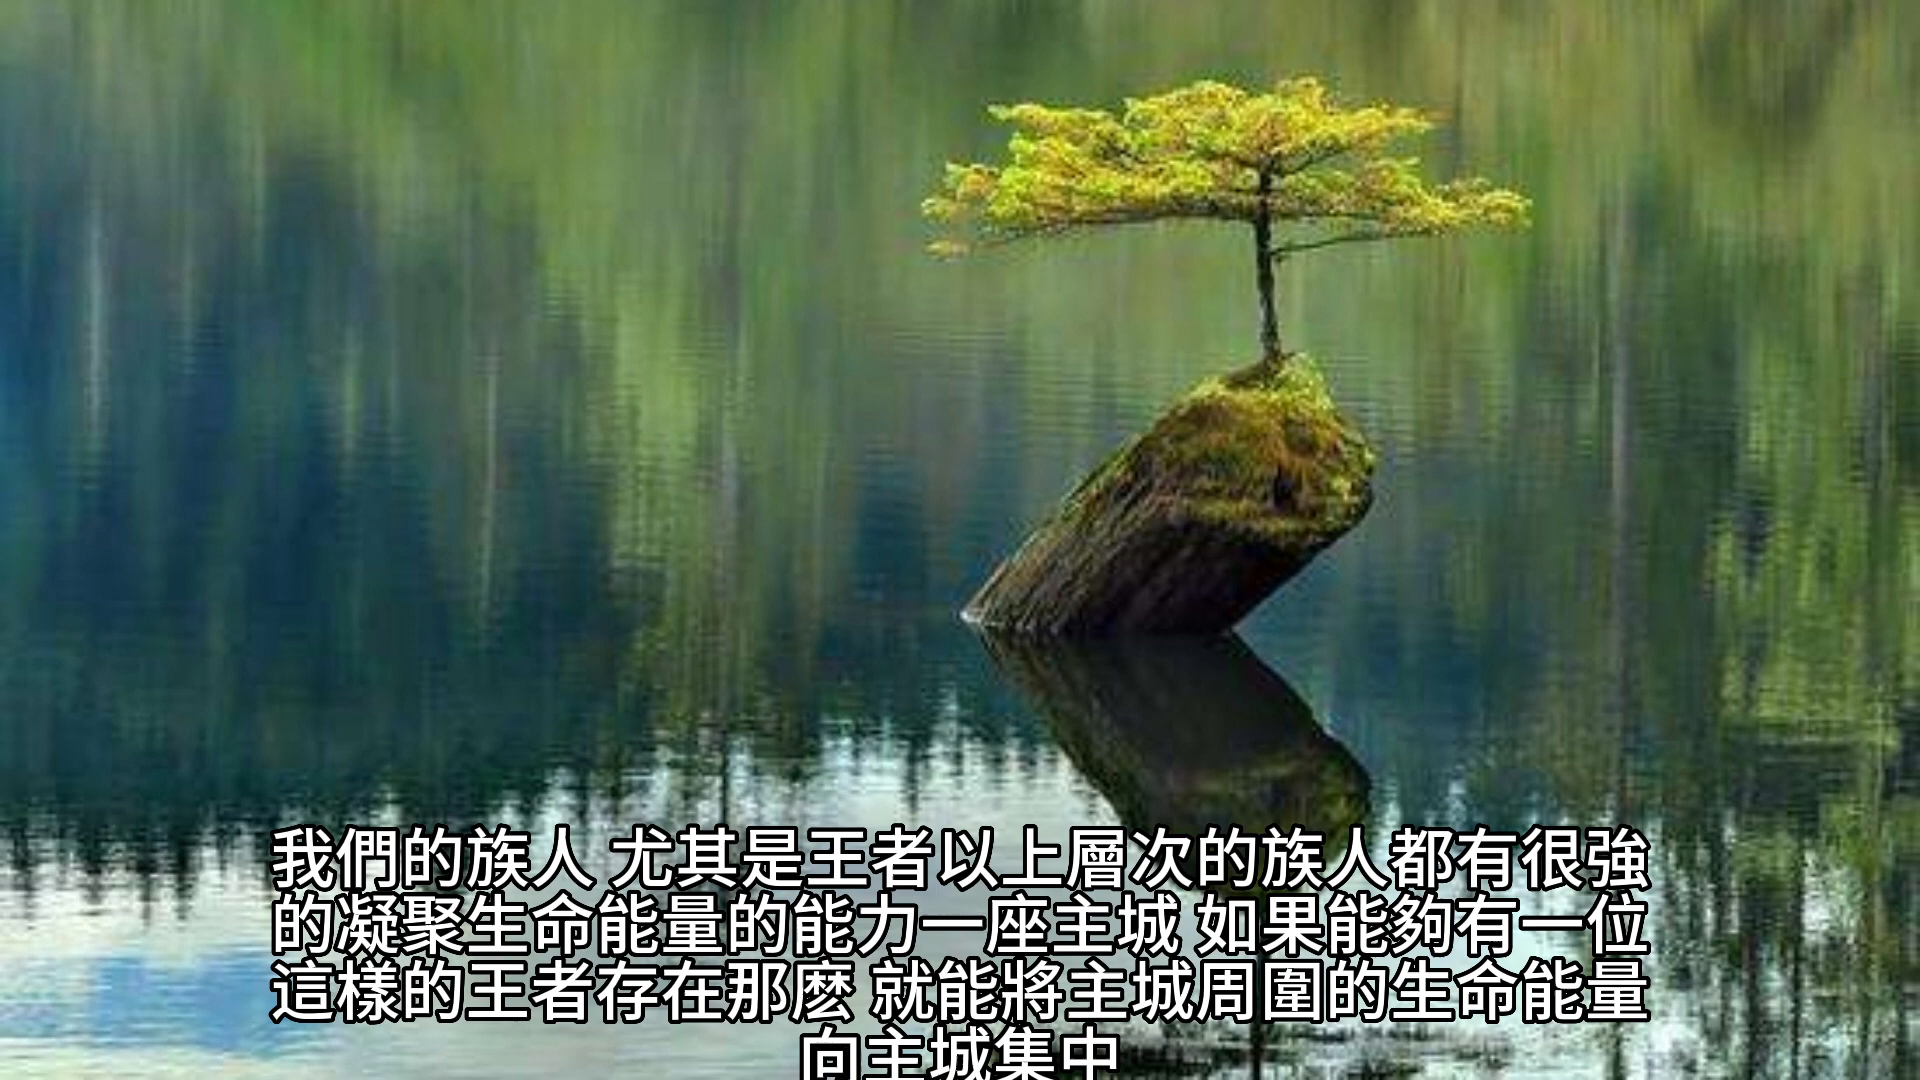 我們的族人 尤其是王者以上層次的族人都有很強
的凝聚生命能量的能力一座主城 如果能夠有一位
這樣的王者存在那麽 就能將主城周圍的生命能量
向主城集中